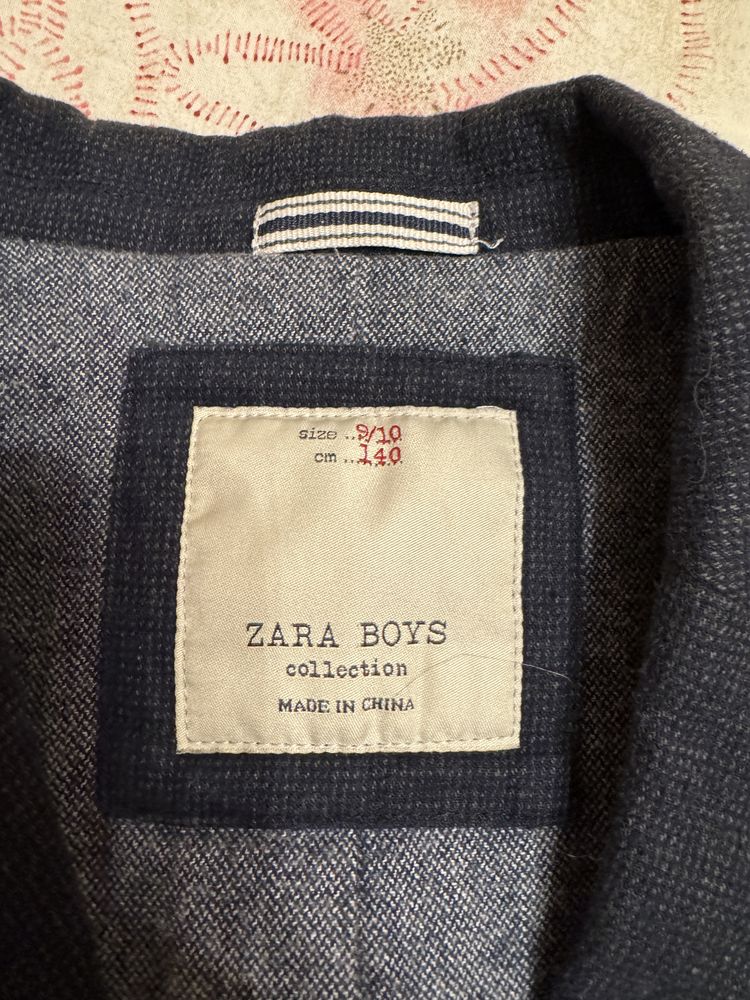 size ..9/10
cm ..140
ZARA BOYS
collection
MADE IN CHINA